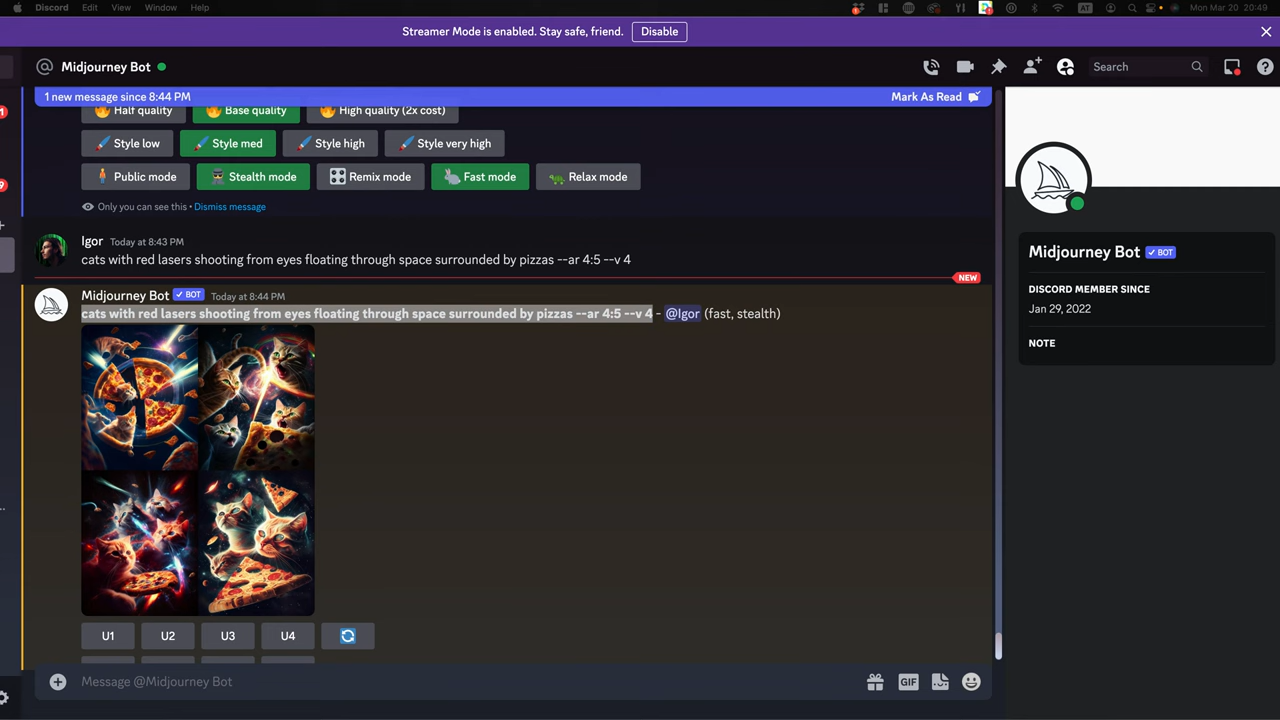 Discord Edit View Window Help
AT Mon Mar 20 20:49
Streamer Mode is enabled. Stay safe, friend. Disable
Midjourney Bot
Search
1 new message since 8:44 PM Mark As Read
Half quality Base quality High quality (2x cost)
Style low Style med Style high Style very high
Public mode Stealth mode Remix mode Fast mode Relax mode
Only you can see this • Dismiss message
Igor Today at 8:43 PM
cats with red lasers shooting from eyes floating through space surrounded by pizzas --ar 4:5 --v 4
NEW
Midjourney Bot ✓ BOT Today at 8:44 PM
cats with red lasers shooting from eyes floating through space surrounded by pizzas --ar 4:5 --v 4 - @Igor (fast, stealth)
U1 U2 U3 U4
Message @Midjourney Bot
GIF
Midjourney Bot ✓ BOT
DISCORD MEMBER SINCE
Jan 29, 2022
NOTE
1
9